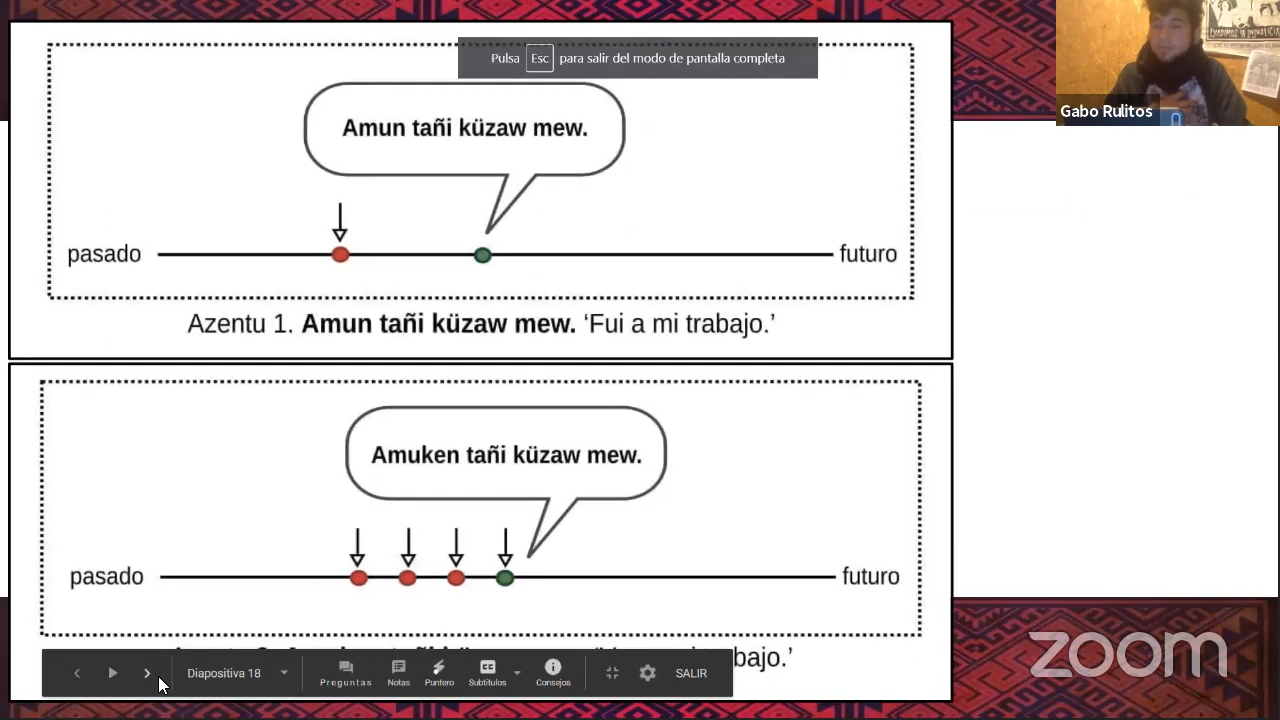 Pulsa Esc para salir del modo de pantalla completa
Amun tañi küzaw mew.
pasado
futuro
Azentu 1. Amun tañi küzaw mew. ‘Fui a mi trabajo.’
Amuken tañi küzaw mew.
pasado
futuro
bajo.’
Diapositiva 18
Preguntas
Notas
Puntero
Subtítulos
Consejos
SALIR
Gabo Rulitos
zoom